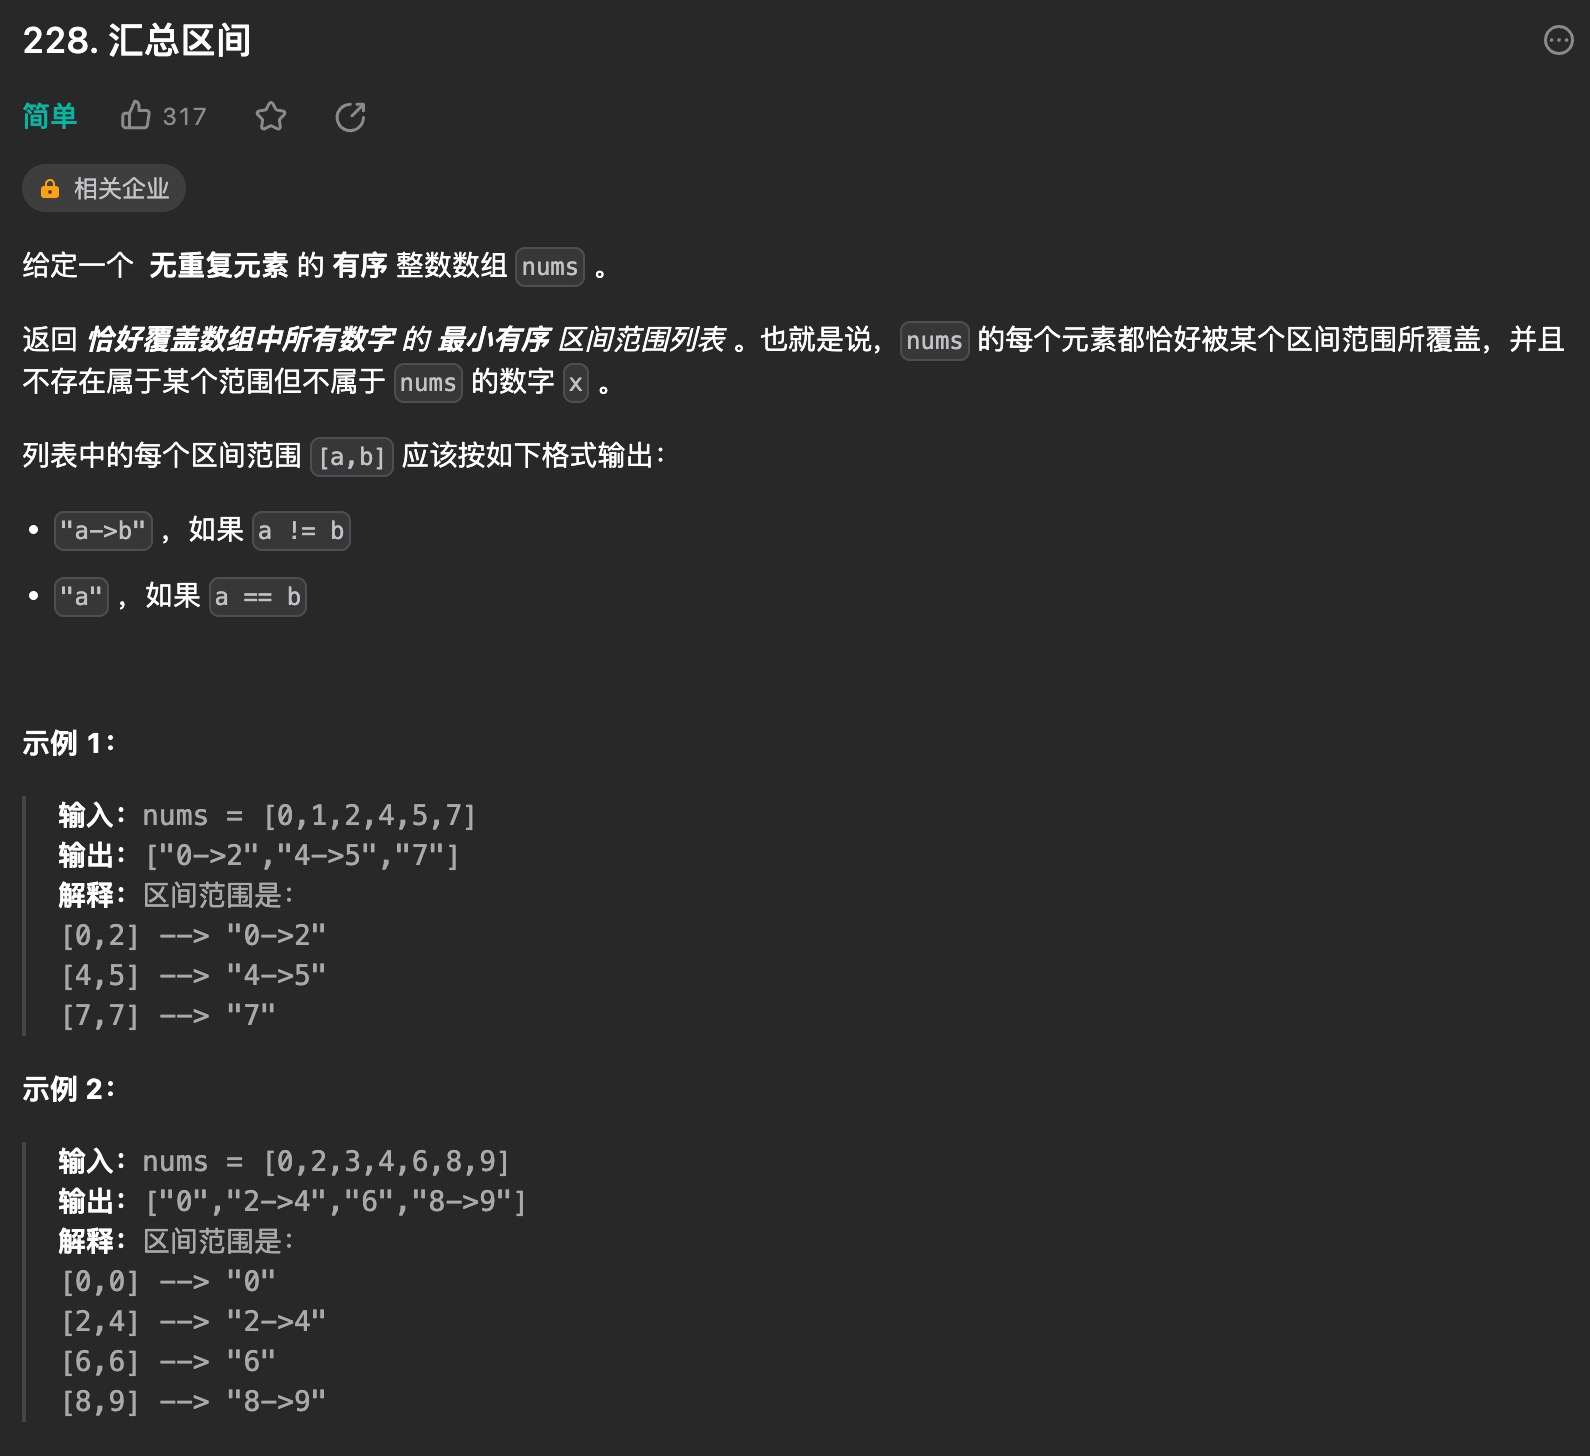 228. 汇总区间
简单 317
相关企业
给定一个 无重复元素 的 有序 整数数组 nums 。
返回 恰好覆盖数组中所有数字 的 最小有序 区间范围列表 。也就是说，nums 的每个元素都恰好被某个区间范围所覆盖，并且
不存在属于某个范围但不属于 nums 的数字 x 。
列表中的每个区间范围 [a,b] 应该按如下格式输出：
• "a->b" ，如果 a != b
• "a" ，如果 a == b
示例 1：
输入：nums = [0,1,2,4,5,7]
输出：["0->2","4->5","7"]
解释：区间范围是：
[0,2] --> "0->2"
[4,5] --> "4->5"
[7,7] --> "7"
示例 2：
输入：nums = [0,2,3,4,6,8,9]
输出：["0","2->4","6","8->9"]
解释：区间范围是：
[0,0] --> "0"
[2,4] --> "2->4"
[6,6] --> "6"
[8,9] --> "8->9"